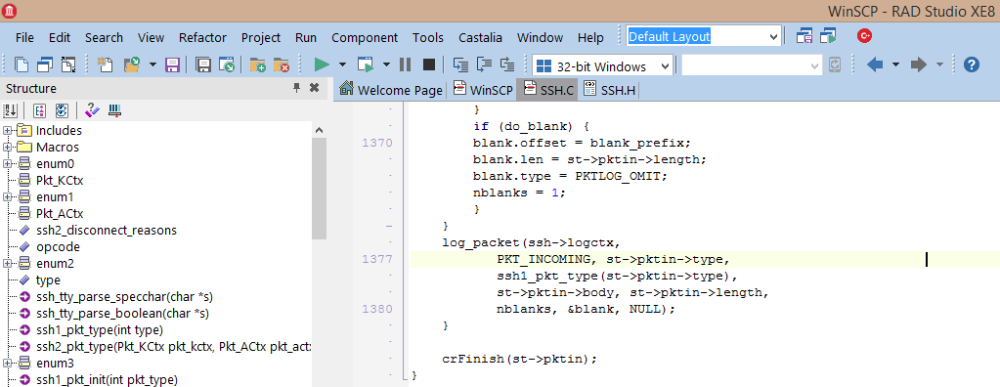 WinSCP - RAD Studio XE8
File Edit Search View Refactor Project Run Component Tools Castalia Window Help Default Layout
32-bit Windows
Structure
Welcome Page WinSCP SSH.C SSH.H
Includes
Macros
enum0
Pkt_KCtx
enum1
Pkt_ACtx
ssh2_disconnect_reasons
opcode
enum2
type
ssh_tty_parse_specchar(char *s)
ssh_tty_parse_boolean(char *s)
ssh1_pkt_type(int type)
ssh2_pkt_type(Pkt_KCtx pkt_kctx, Pkt_ACtx pkt_actx
enum3
ssh1_pkt_init(int pkt_type)
}
if (do_blank) {
1370 blank.offset = blank_prefix;
blank.len = st->pktin->length;
blank.type = PKTLOG_OMIT;
nblanks = 1;
}
}
log_packet(ssh->logctx,
1377 PKT_INCOMING, st->pktin->type,
ssh1_pkt_type(st->pktin->type),
st->pktin->body, st->pktin->length,
1380 nblanks, &blank, NULL);
}
crFinish(st->pktin);
}